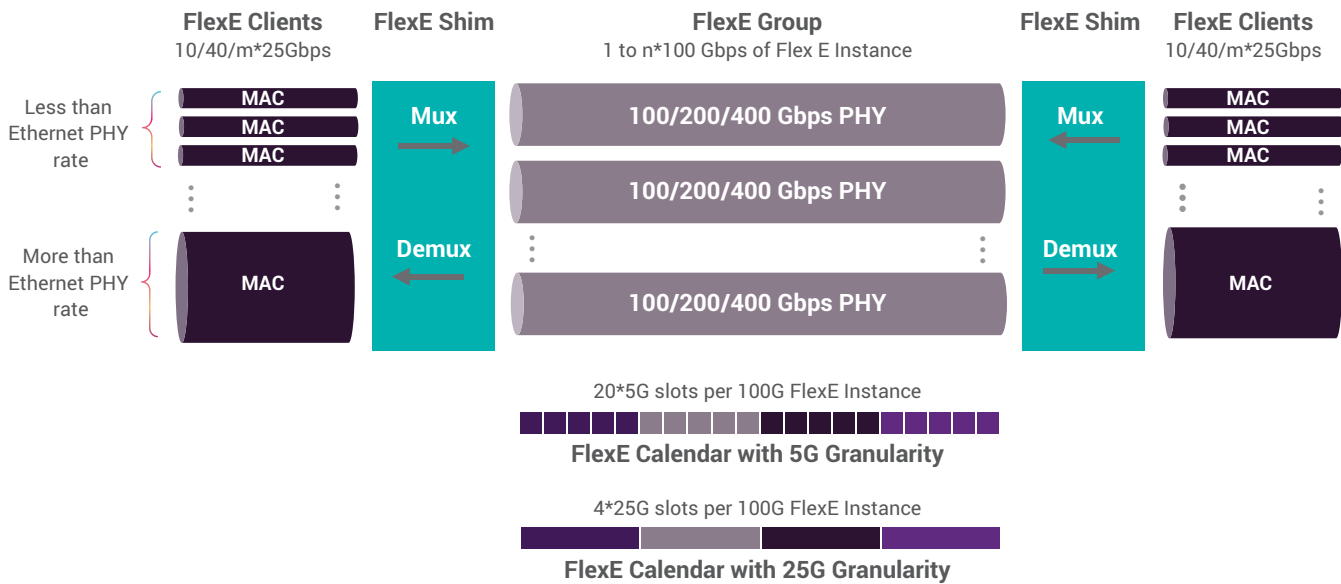 FlexE Clients
10/40/m*25Gbps
FlexE Shim
FlexE Group
1 to n*100 Gbps of Flex E Instance
FlexE Shim
FlexE Clients
10/40/m*25Gbps
Less than
Ethernet PHY
rate
MAC
MAC
MAC
Mux
100/200/400 Gbps PHY
Mux
MAC
MAC
MAC
100/200/400 Gbps PHY
More than
Ethernet PHY
rate
MAC
Demux
100/200/400 Gbps PHY
Demux
MAC
20*5G slots per 100G FlexE Instance
FlexE Calendar with 5G Granularity
4*25G slots per 100G FlexE Instance
FlexE Calendar with 25G Granularity